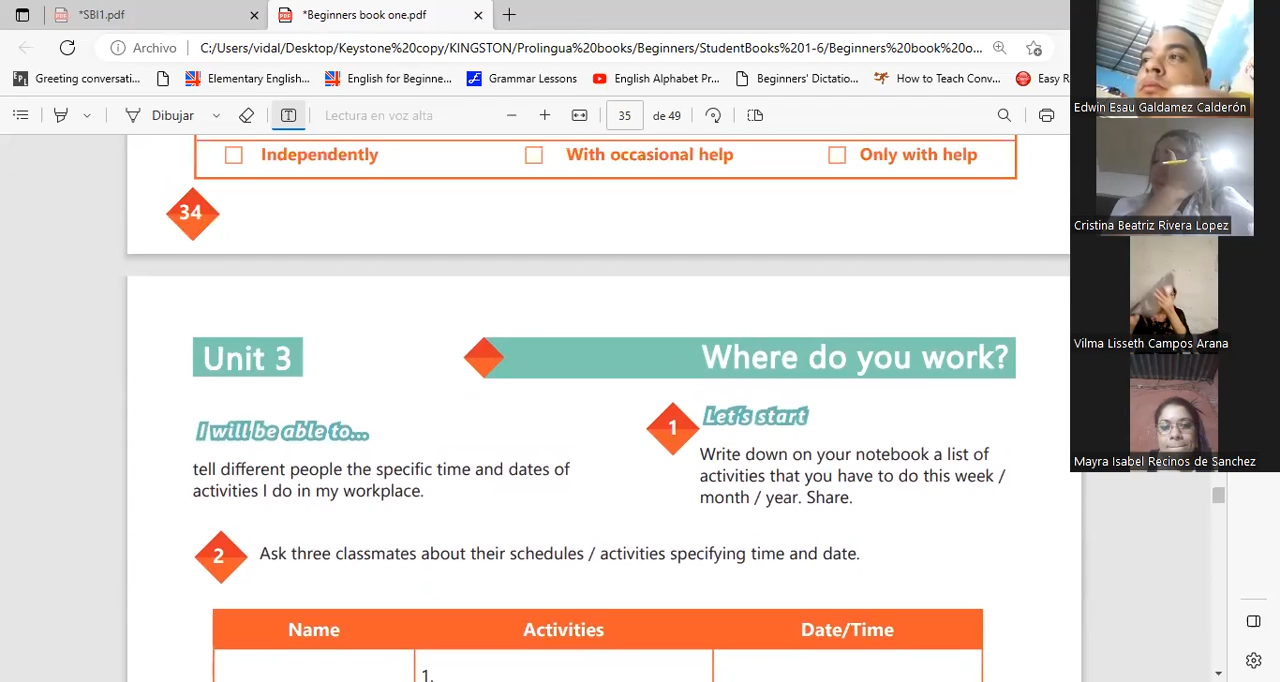 *SBI1.pdf
*Beginners book one.pdf
Archivo
C:/Users/vidal/Desktop/Keystone%20copy/KINGSTON/Prolingua%20books/Beginners/StudentBooks%201-6/Beginners%20book%20o...
Greeting conversati...
Elementary English...
English for Beginne...
Grammar Lessons
English Alphabet Pr...
Beginners' Dictatio...
How to Teach Conv...
Easy R
Dibujar
Lectura en voz alta
35
de 49
Independently
With occasional help
Only with help
34
Unit 3
Where do you work?
I will be able to...
tell different people the specific time and dates of
activities I do in my workplace.
1
Let's start
Write down on your notebook a list of
activities that you have to do this week /
month / year. Share.
2
Ask three classmates about their schedules / activities specifying time and date.
Name
Activities
Date/Time
1.
Edwin Esau Galdamez Calderón
Cristina Beatriz Rivera Lopez
Vilma Lisseth Campos Arana
Mayra Isabel Recinos de Sanchez